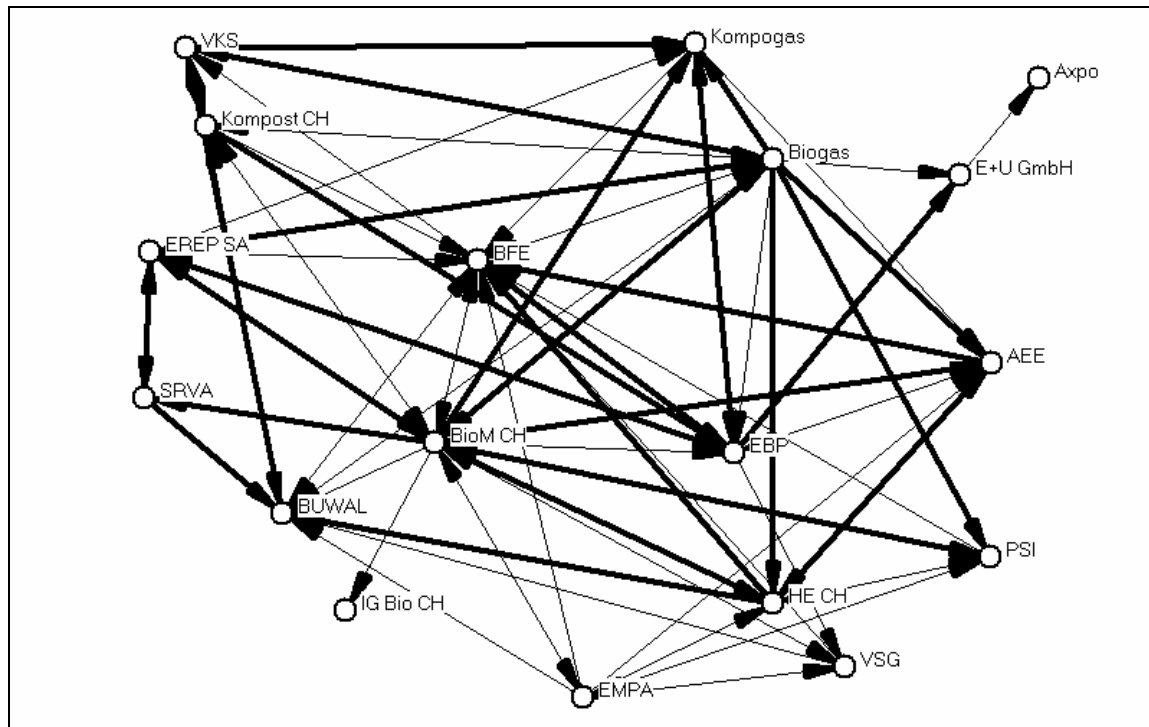 VKS
Kompogas
Axpo
Kompost CH
Biogas
E+U GmbH
EREP SA
BFE
AEE
SRVA
BioM CH
EBP
BUWAL
PSI
HE CH
IG Bio CH
VSG
EMPA